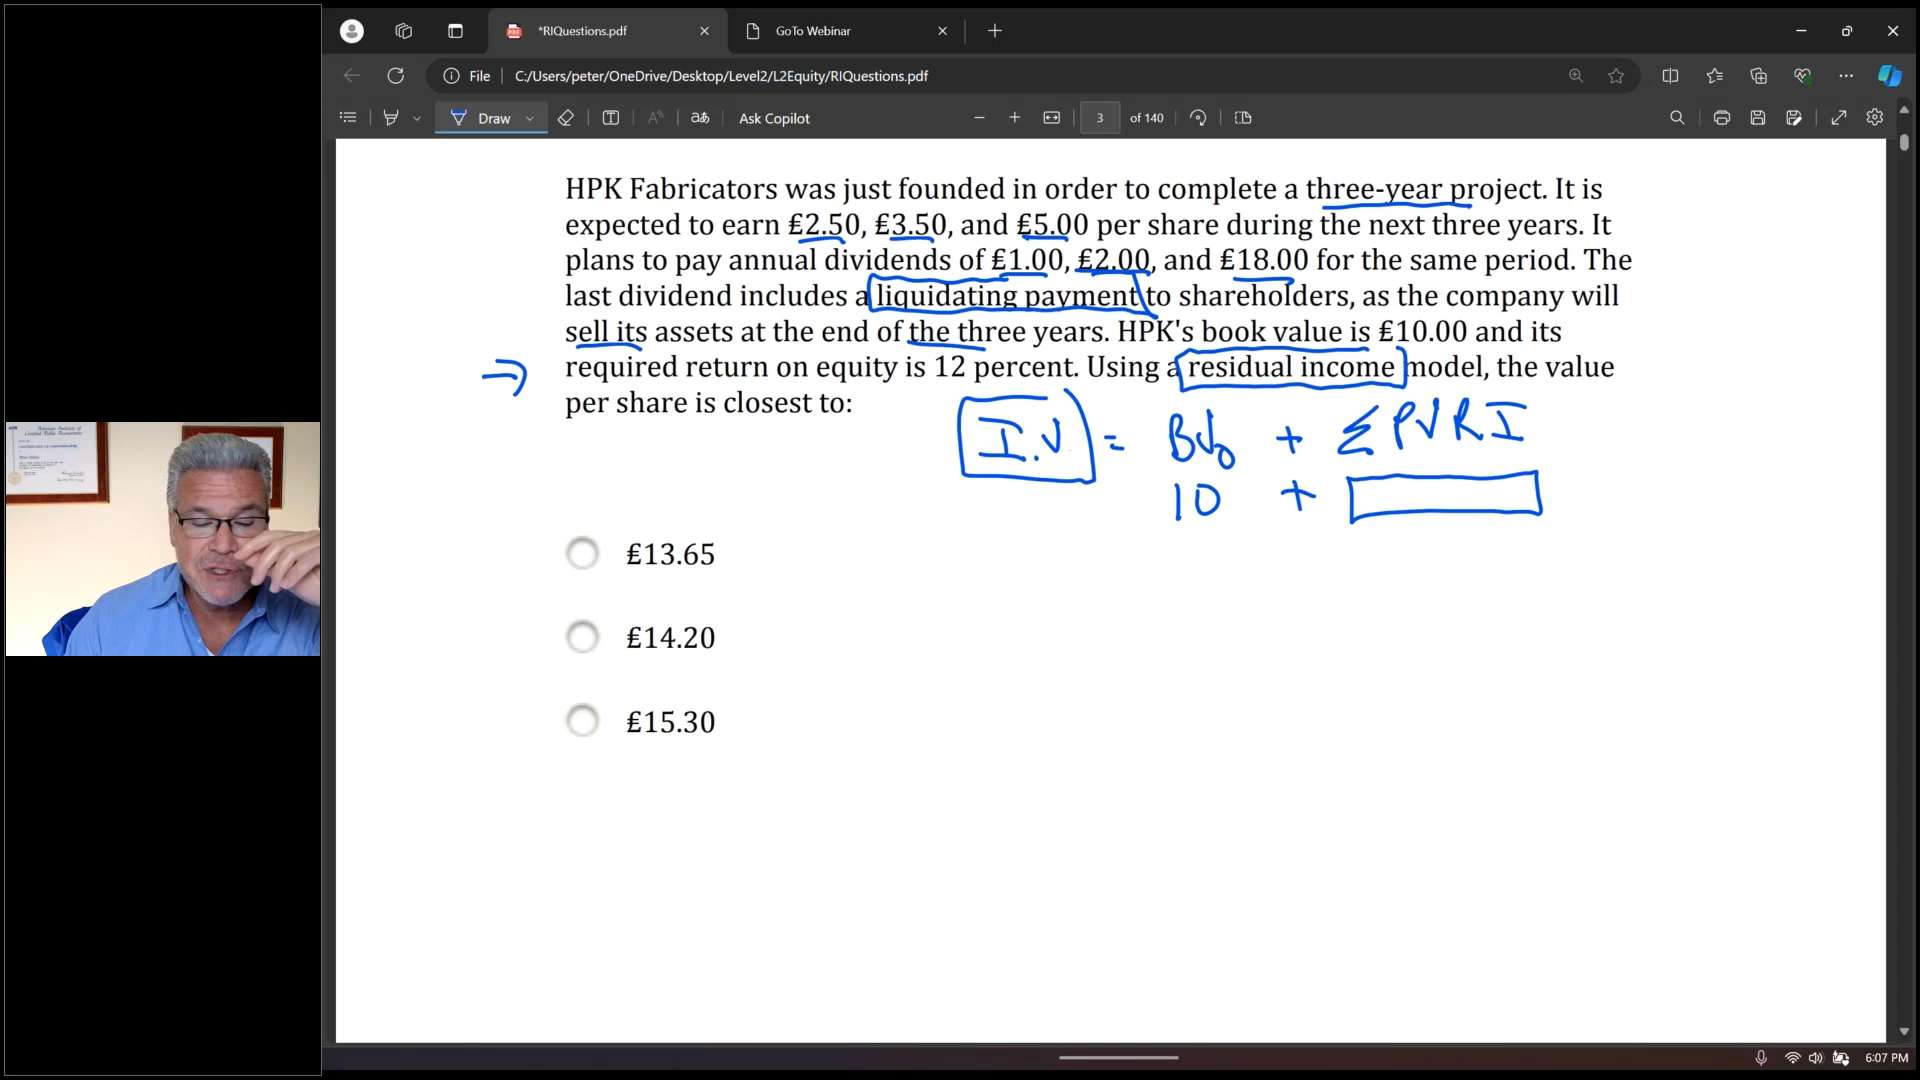 *RIQuestions.pdf
GoTo Webinar
File
C:/Users/peter/OneDrive/Desktop/Level2/L2Equity/RIQuestions.pdf
Draw
Ask Copilot
3
of 140
HPK Fabricators was just founded in order to complete a three-year project. It is
expected to earn ₤2.50, ₤3.50, and ₤5.00 per share during the next three years. It
plans to pay annual dividends of ₤1.00, ₤2.00, and ₤18.00 for the same period. The
last dividend includes a liquidating payment to shareholders, as the company will
sell its assets at the end of the three years. HPK's book value is ₤10.00 and its
required return on equity is 12 percent. Using a residual income model, the value
per share is closest to:
I.V = BV₀ + Σ PVRI
10 +
₤13.65
₤14.20
₤15.30
6:07 PM